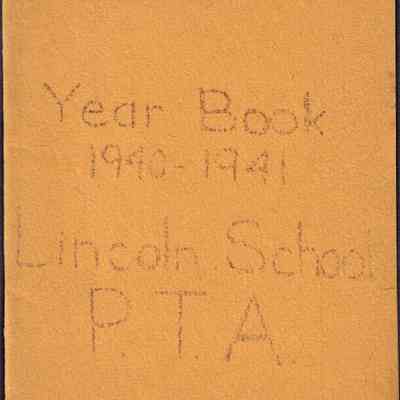 Year Book
1940-1941
Lincoln School
P.T.A.